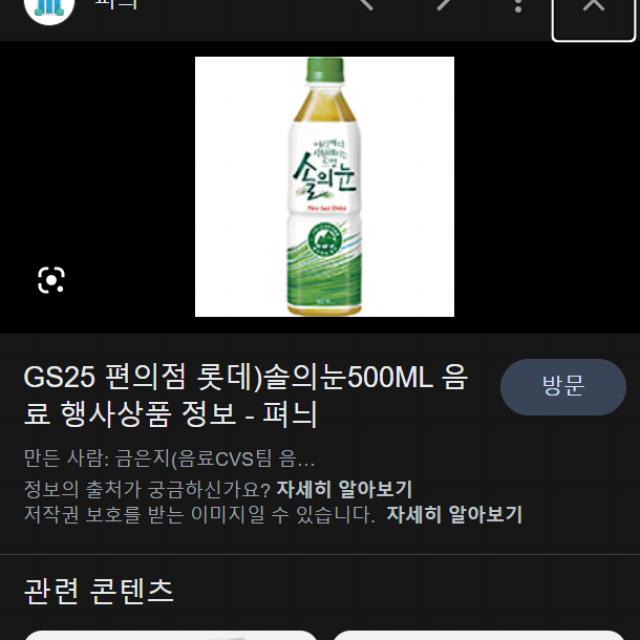 솔의눈
GS25 편의점 롯데)솔의눈500ML 음
료 행사상품 정보 - 펴늬
방문
만든 사람: 금은지(음료CVS팀 음...
정보의 출처가 궁금하신가요? 자세히 알아보기
저작권 보호를 받는 이미지일 수 있습니다. 자세히 알아보기
관련 콘텐츠